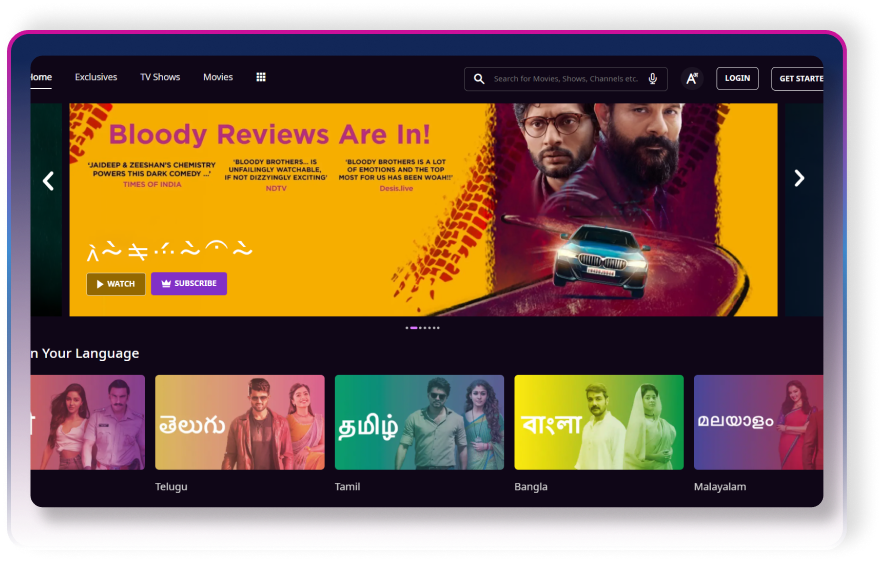 Home
Exclusives
TV Shows
Movies
Search for Movies, Shows, Channels etc.
LOGIN
GET STARTE
Bloody Reviews Are In!
'JAIDEEP & ZEESHAN'S CHEMISTRY
POWERS THIS DARK COMEDY ...'
TIMES OF INDIA
'BLOODY BROTHERS... IS
UNFAILINGLY WATCHABLE,
IF NOT DIZZYINGLY EXCITING'
NDTV
'BLOODY BROTHERS IS A LOT
OF EMOTIONS AND THE TOP
MOST FOR US HAS BEEN WOAH!!'
Desis.live
WATCH
SUBSCRIBE
n Your Language
తెలుగు
தமிழ்
বাংলা
മലയാളം
Telugu
Tamil
Bangla
Malayalam